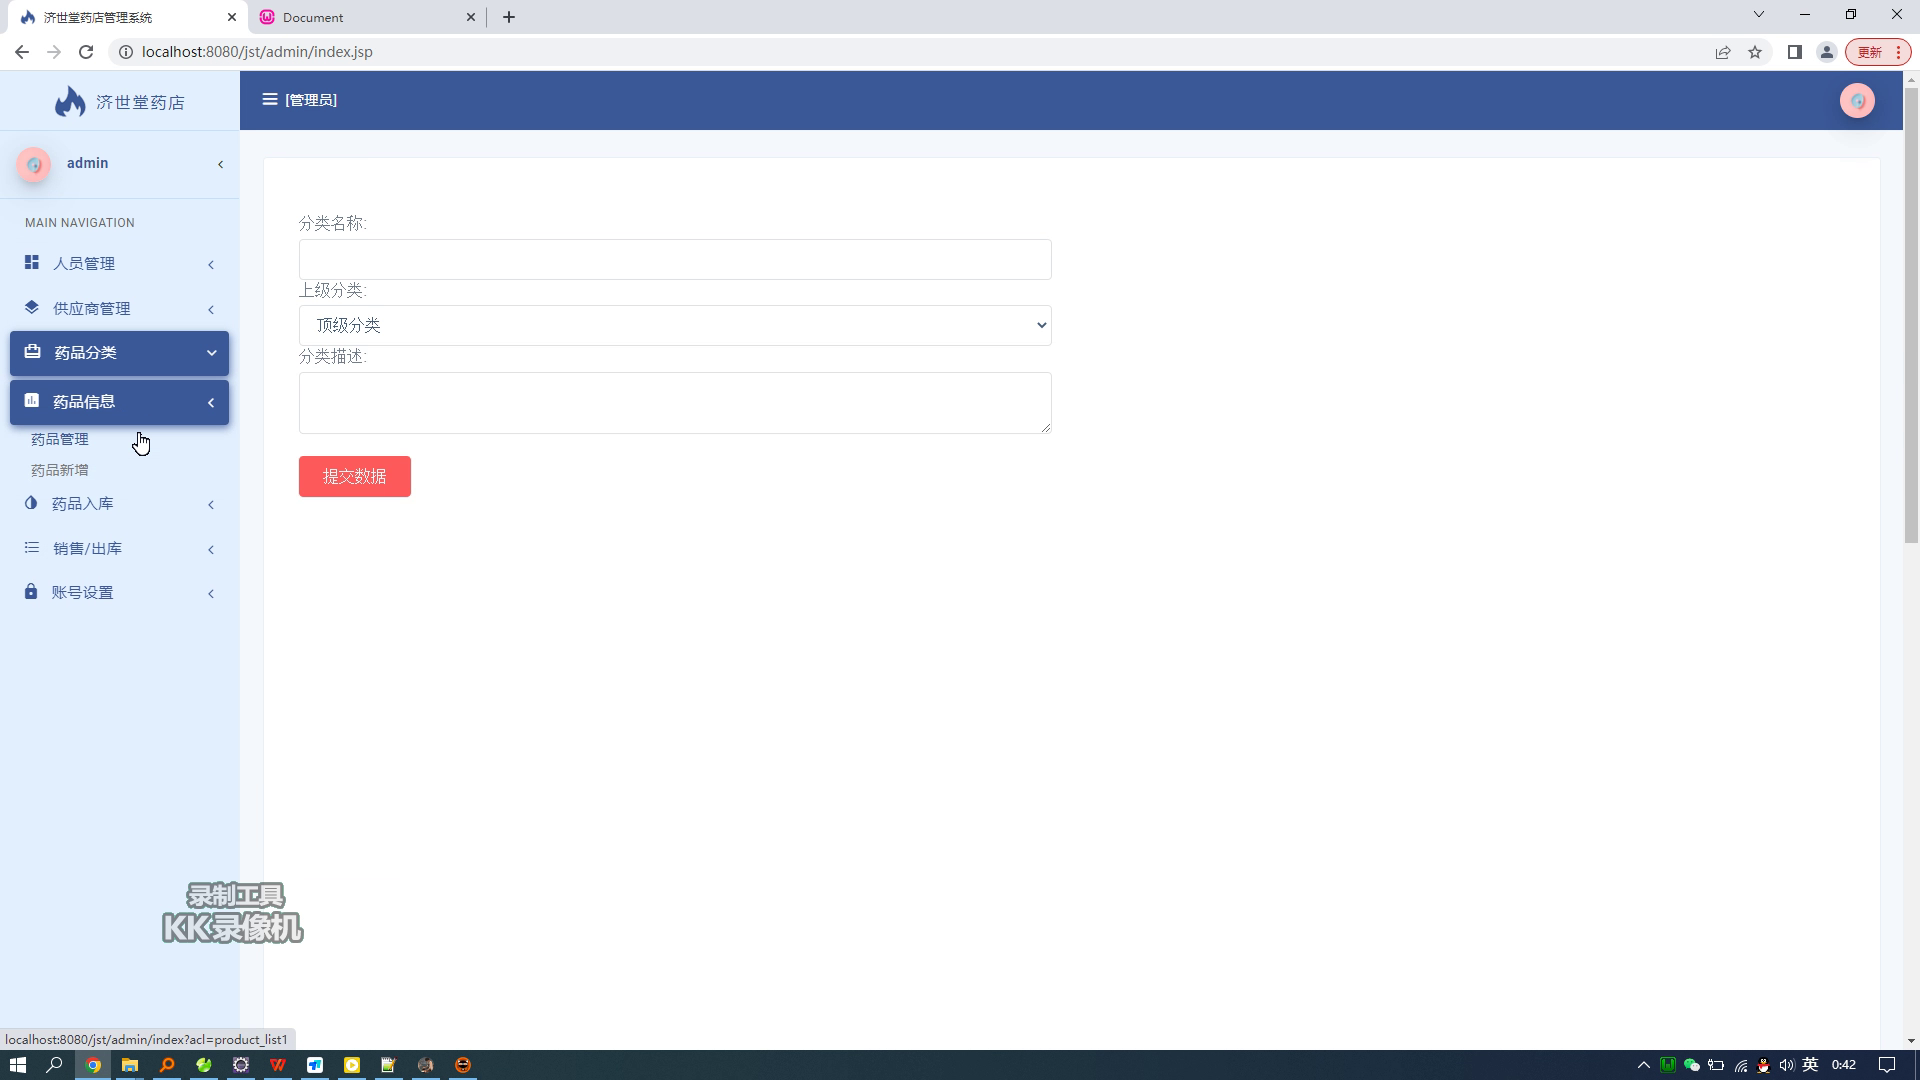 济世堂药店管理系统
Document
localhost:8080/jst/admin/index.jsp
更新
济世堂药店
[管理员]
admin
MAIN NAVIGATION
人员管理
供应商管理
药品分类
药品信息
药品管理
药品新增
药品入库
销售/出库
账号设置
分类名称:
上级分类:
顶级分类
分类描述:
提交数据
录制工具
KK录像机
localhost:8080/jst/admin/index?acl=product_list1
英
0:42